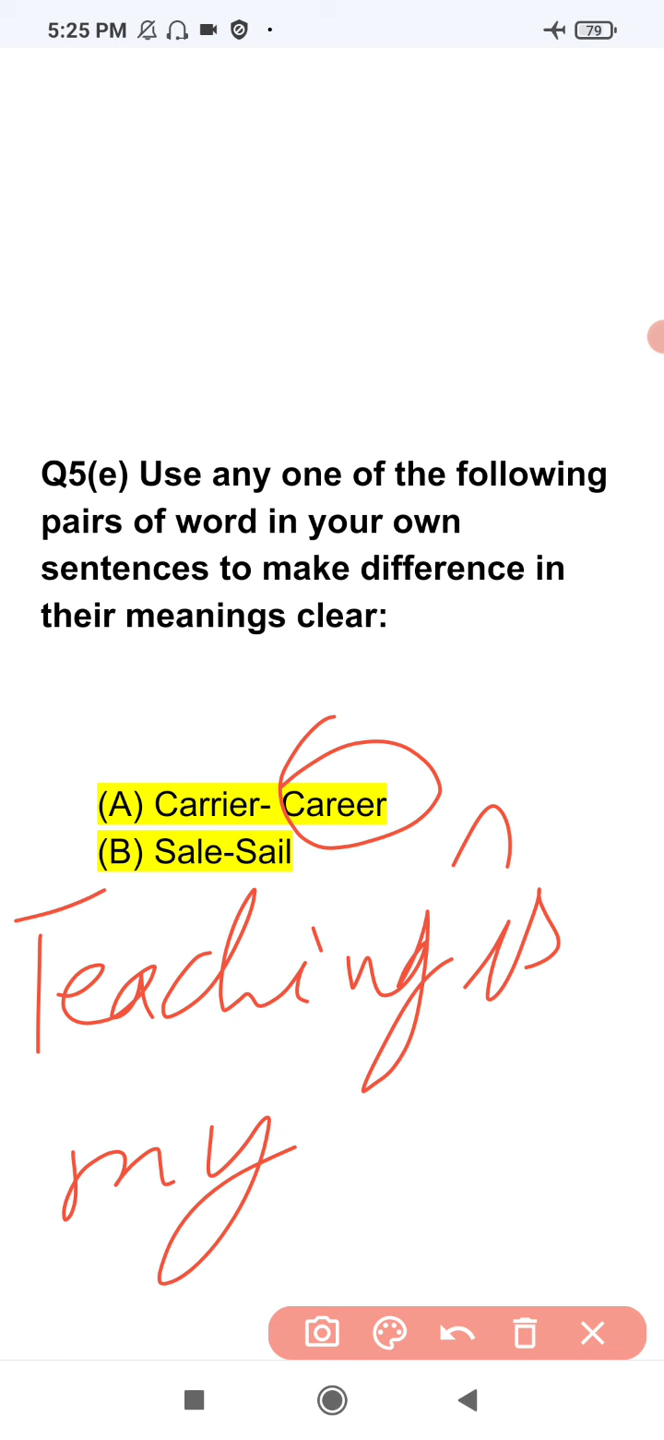 5:25 PM 79
Q5(e) Use any one of the following
pairs of word in your own
sentences to make difference in
their meanings clear:
(A) Carrier- Career
(B) Sale-Sail
Teaching is
my